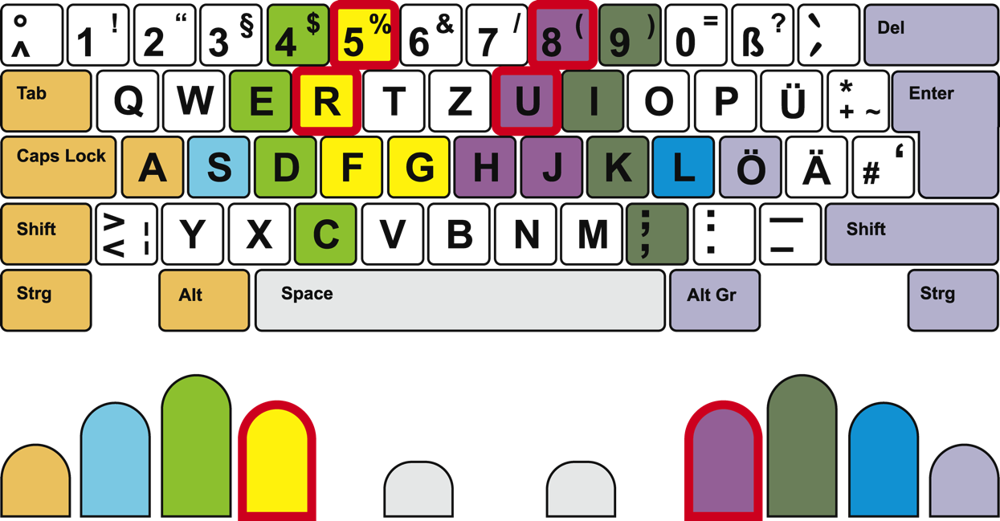 ° ^ 1 ! 2 “ 3 § 4 $ 5 % 6 & 7 / 8 ( 9 ) 0 = ß ? ` ´ Del
Tab Q W E R T Z U I O P Ü * + ~ Enter
Caps Lock A S D F G H J K L Ö Ä # ‘
Shift > < ¦ Y X C V B N M ; , : . — – Shift
Strg Alt Space Alt Gr Strg